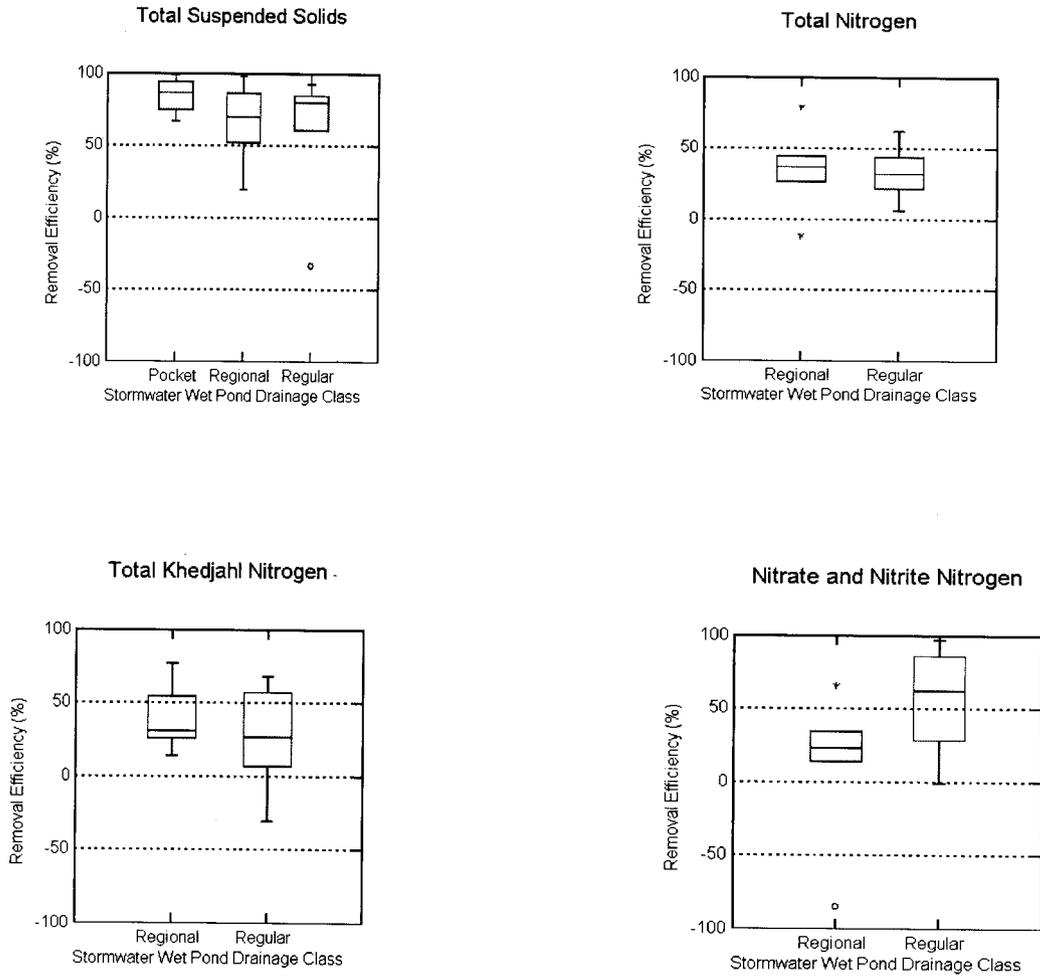 Total Suspended Solids
100
50
0
-50
-100
Removal Efficiency (%)
Pocket Regional Regular
Stormwater Wet Pond Drainage Class
Total Nitrogen
100
50
0
-50
-100
Removal Efficiency (%)
Regional Regular
Stormwater Wet Pond Drainage Class
Total Khedjahl Nitrogen
100
50
0
-50
-100
Removal Efficiency (%)
Regional Regular
Stormwater Wet Pond Drainage Class
Nitrate and Nitrite Nitrogen
100
50
0
-50
-100
Removal Efficiency (%)
Regional Regular
Stormwater Wet Pond Drainage Class